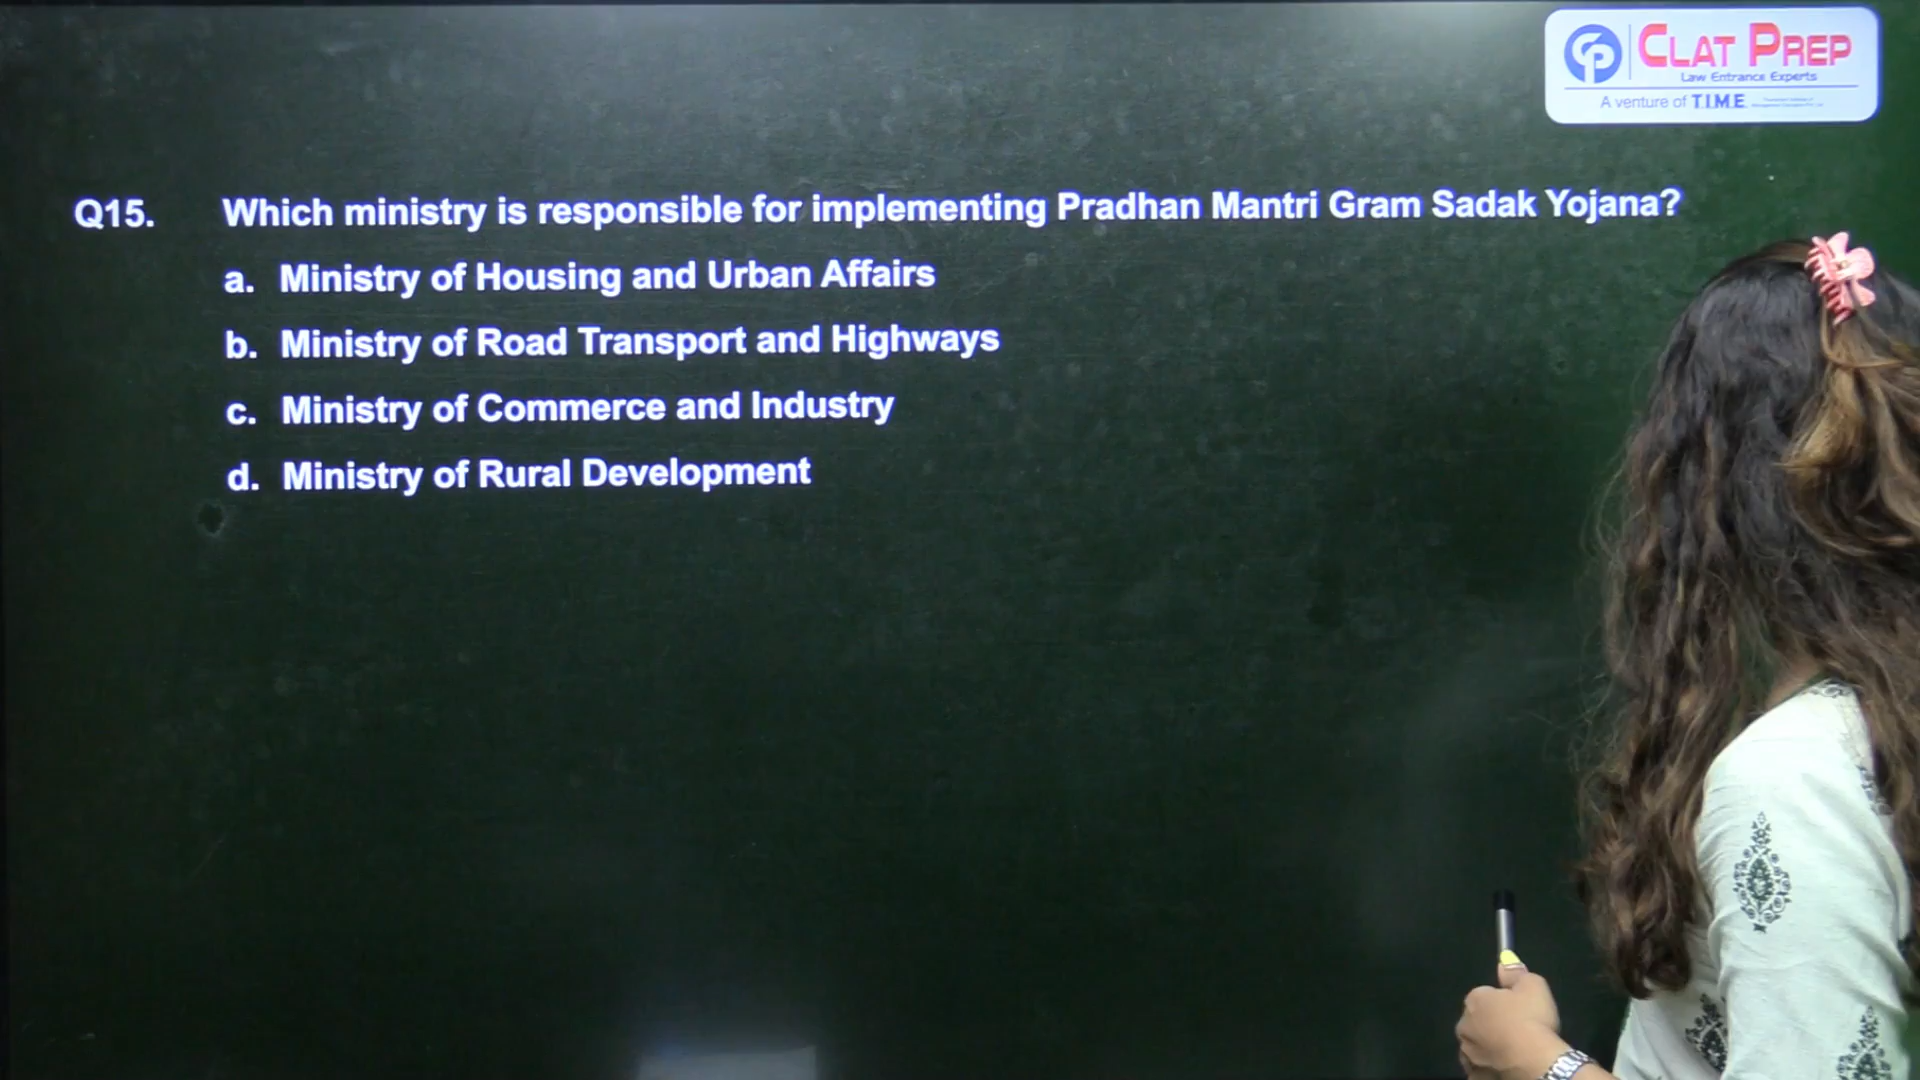 CLAT PREP
Law Entrance Experts
A venture of T.I.M.E.
Q15. Which ministry is responsible for implementing Pradhan Mantri Gram Sadak Yojana?
a. Ministry of Housing and Urban Affairs
b. Ministry of Road Transport and Highways
c. Ministry of Commerce and Industry
d. Ministry of Rural Development